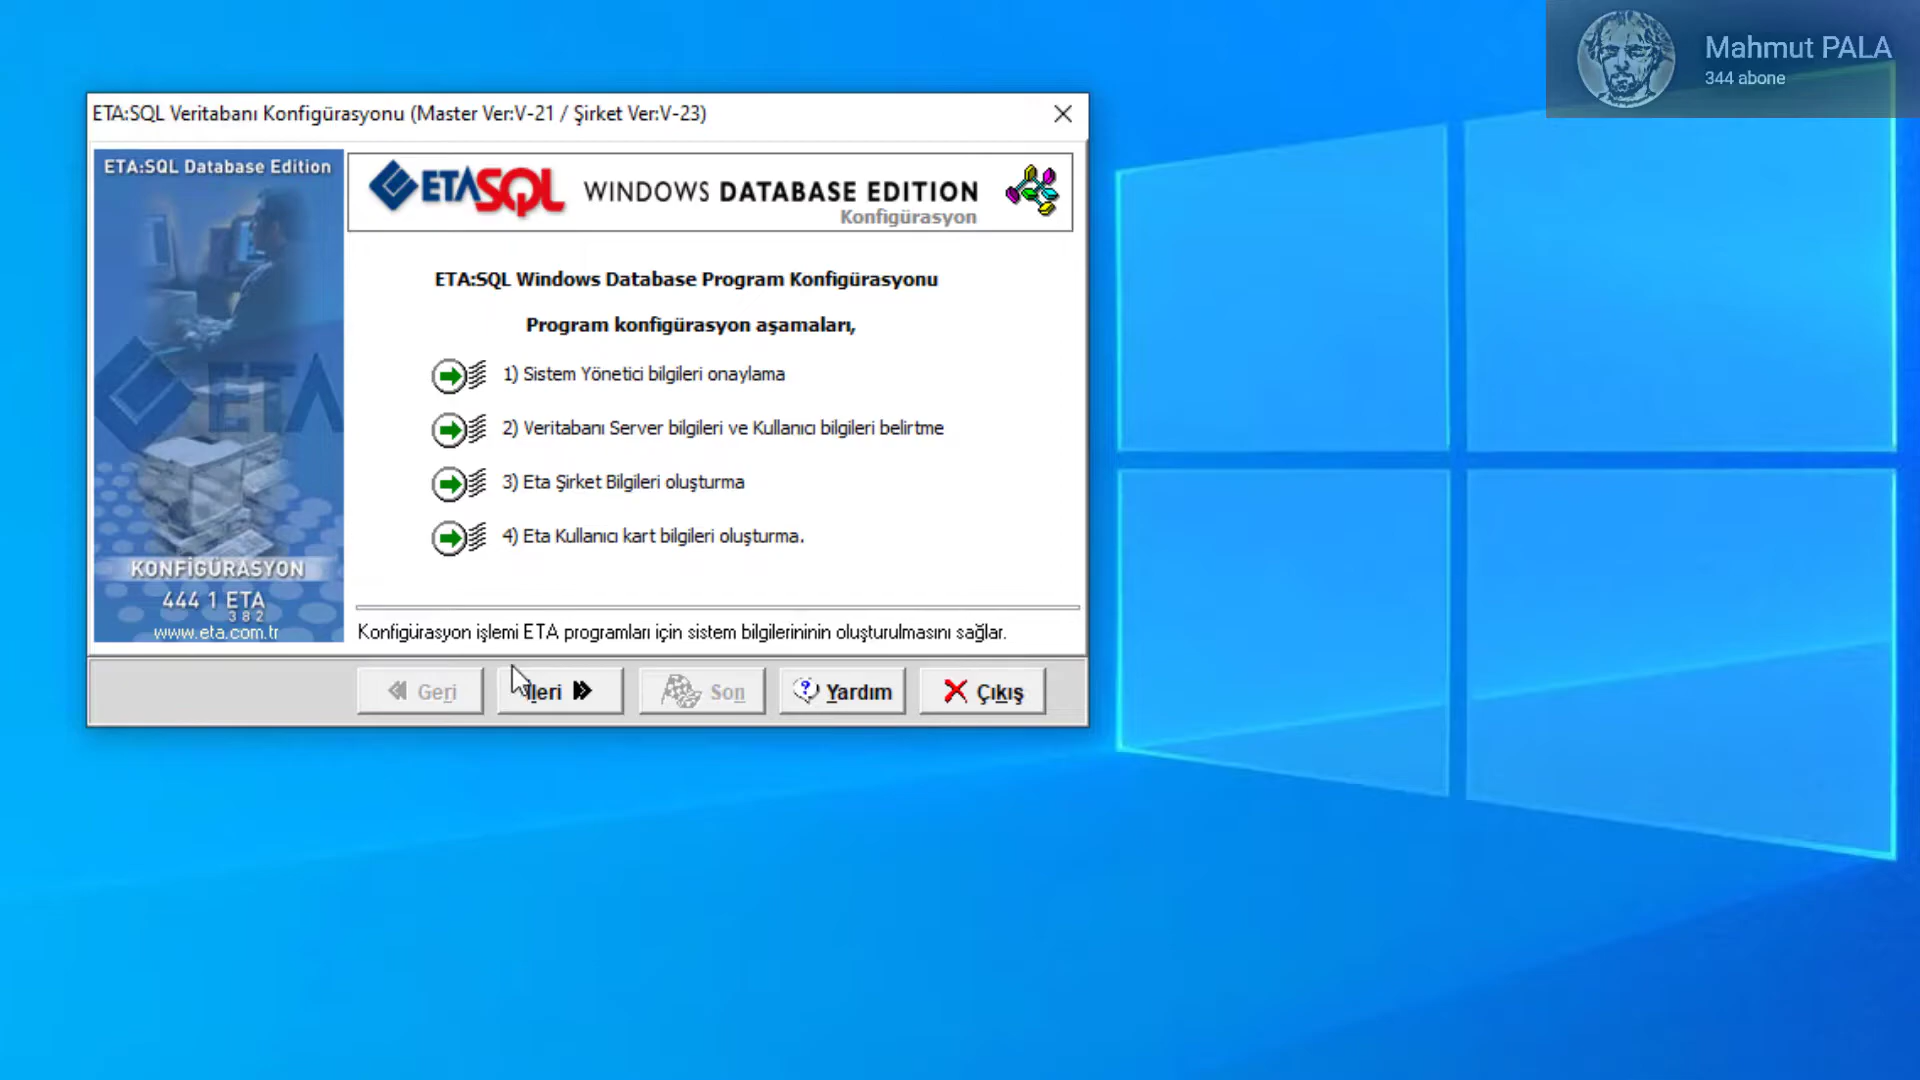 Mahmut PALA
344 abone
ETA:SQL Veritabanı Konfigürasyonu (Master Ver:V-21 / Şirket Ver:V-23)
ETA:SQL Database Edition
ETASQL WINDOWS DATABASE EDITION
Konfigürasyon
ETA:SQL Windows Database Program Konfigürasyonu
Program konfigürasyon aşamaları,
1) Sistem Yönetici bilgileri onaylama
2) Veritabanı Server bilgileri ve Kullanıcı bilgileri belirtme
3) Eta Şirket Bilgileri oluşturma
4) Eta Kullanıcı kart bilgileri oluşturma.
ETA
KONFİGÜRASYON
444 1 ETA
382
www.eta.com.tr
Konfigürasyon işlemi ETA programları için sistem bilgilerininin oluşturulmasını sağlar.
Geri
İleri
Son
Yardım
Çıkış